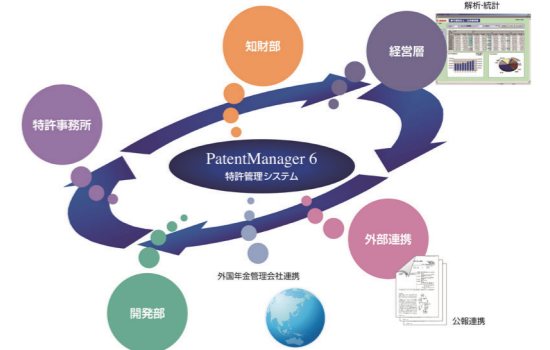 解析・統計
知財部
経営層
特許事務所
PatentManager 6
特許管理システム
外部連携
外国年金管理会社連携
開発部
公報連携